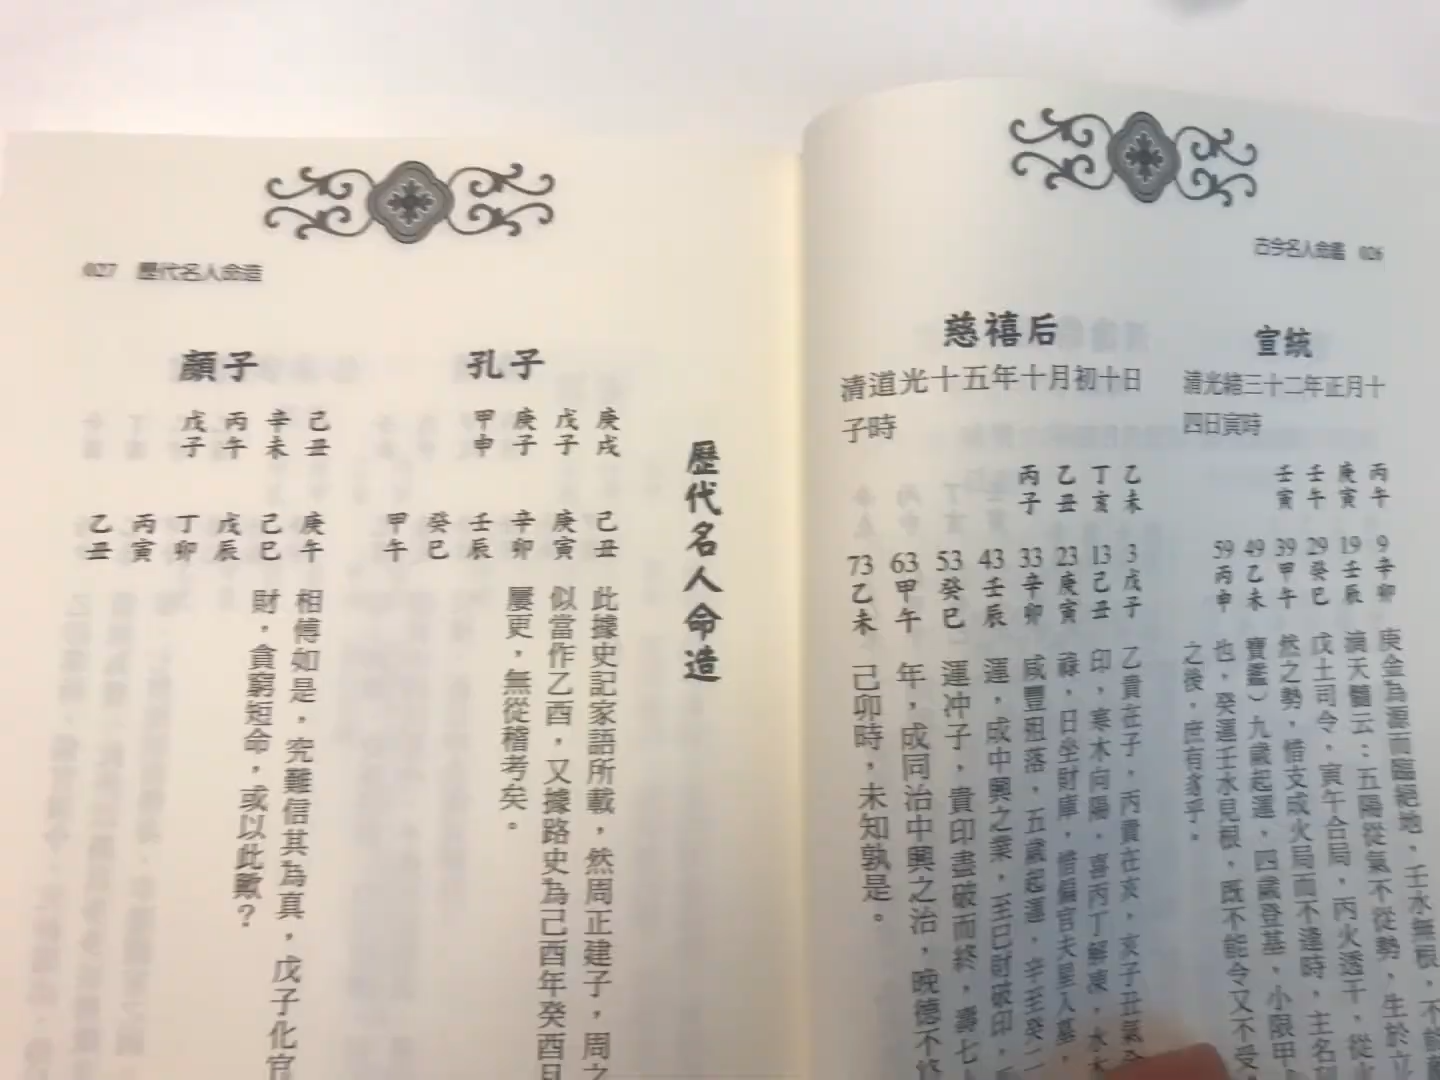 古今名人命鑑 026
宣統
清光緒三十二年正月十
四日寅時
丙午
庚寅
壬午
壬寅
9辛卯
19壬辰
29癸巳
39甲午
49乙未
59丙申
庚金為源而臨絕地，壬水無根，不能
滴天髓云：五陽從氣不從勢，生於立
戊土司令，寅午合局，丙火透干，從火
然之勢，惜支成火局而不逢時，主名
寶鑑）九歲起運，四歲登基，小限甲
也，癸運壬水見根，既不能令又不受
之後，庶有豸乎。
慈禧后
清道光十五年十月初十日
子時
乙未
丁亥
乙丑
丙子
3戊子
13己丑
23庚寅
33辛卯
43壬辰
53癸巳
63甲午
73乙未
乙貴在子，丙貴在亥，亥子丑氣全
印，寒木向陽，喜丙丁解凍，水木
祿，日坐財庫，惜偏官夫星入墓，
咸豐殂落，五歲起運，辛至癸二
運，成中興之業，至巳財破印，
運沖子，貴印盡破而終，壽七
年，成同治中興之治，晚德不
己卯時，未知孰是。
027 歷代名人命造
歷代名人命造
孔子
庚戌
戊子
庚子
甲申
己丑
庚寅
辛卯
壬辰
癸巳
甲午
此據史記家語所載，然周正建子，周之
似當作乙酉，又據路史為己酉年癸酉月
屢更，無從稽考矣。
顏子
己丑
辛未
丙午
戊子
庚午
己巳
戊辰
丁卯
丙寅
乙丑
相傅如是，究難信其為真，戊子化官
財，貪窮短命，或以此歟？